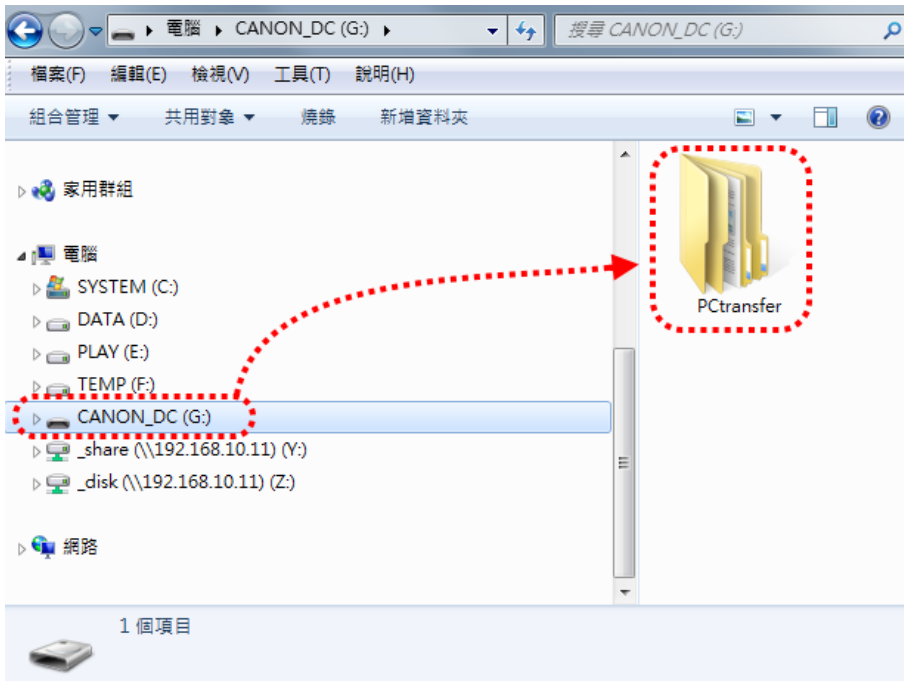 電腦 CANON_DC (G:) 搜尋 CANON_DC (G:)
檔案(F) 編輯(E) 檢視(V) 工具(T) 說明(H)
組合管理 共用對象 燒錄 新增資料夾
家用群組
電腦
SYSTEM (C:)
DATA (D:)
PLAY (E:)
TEMP (F:)
CANON_DC (G:)
_share (\\192.168.10.11) (Y:)
_disk (\\192.168.10.11) (Z:)
網路
PCtransfer
1 個項目